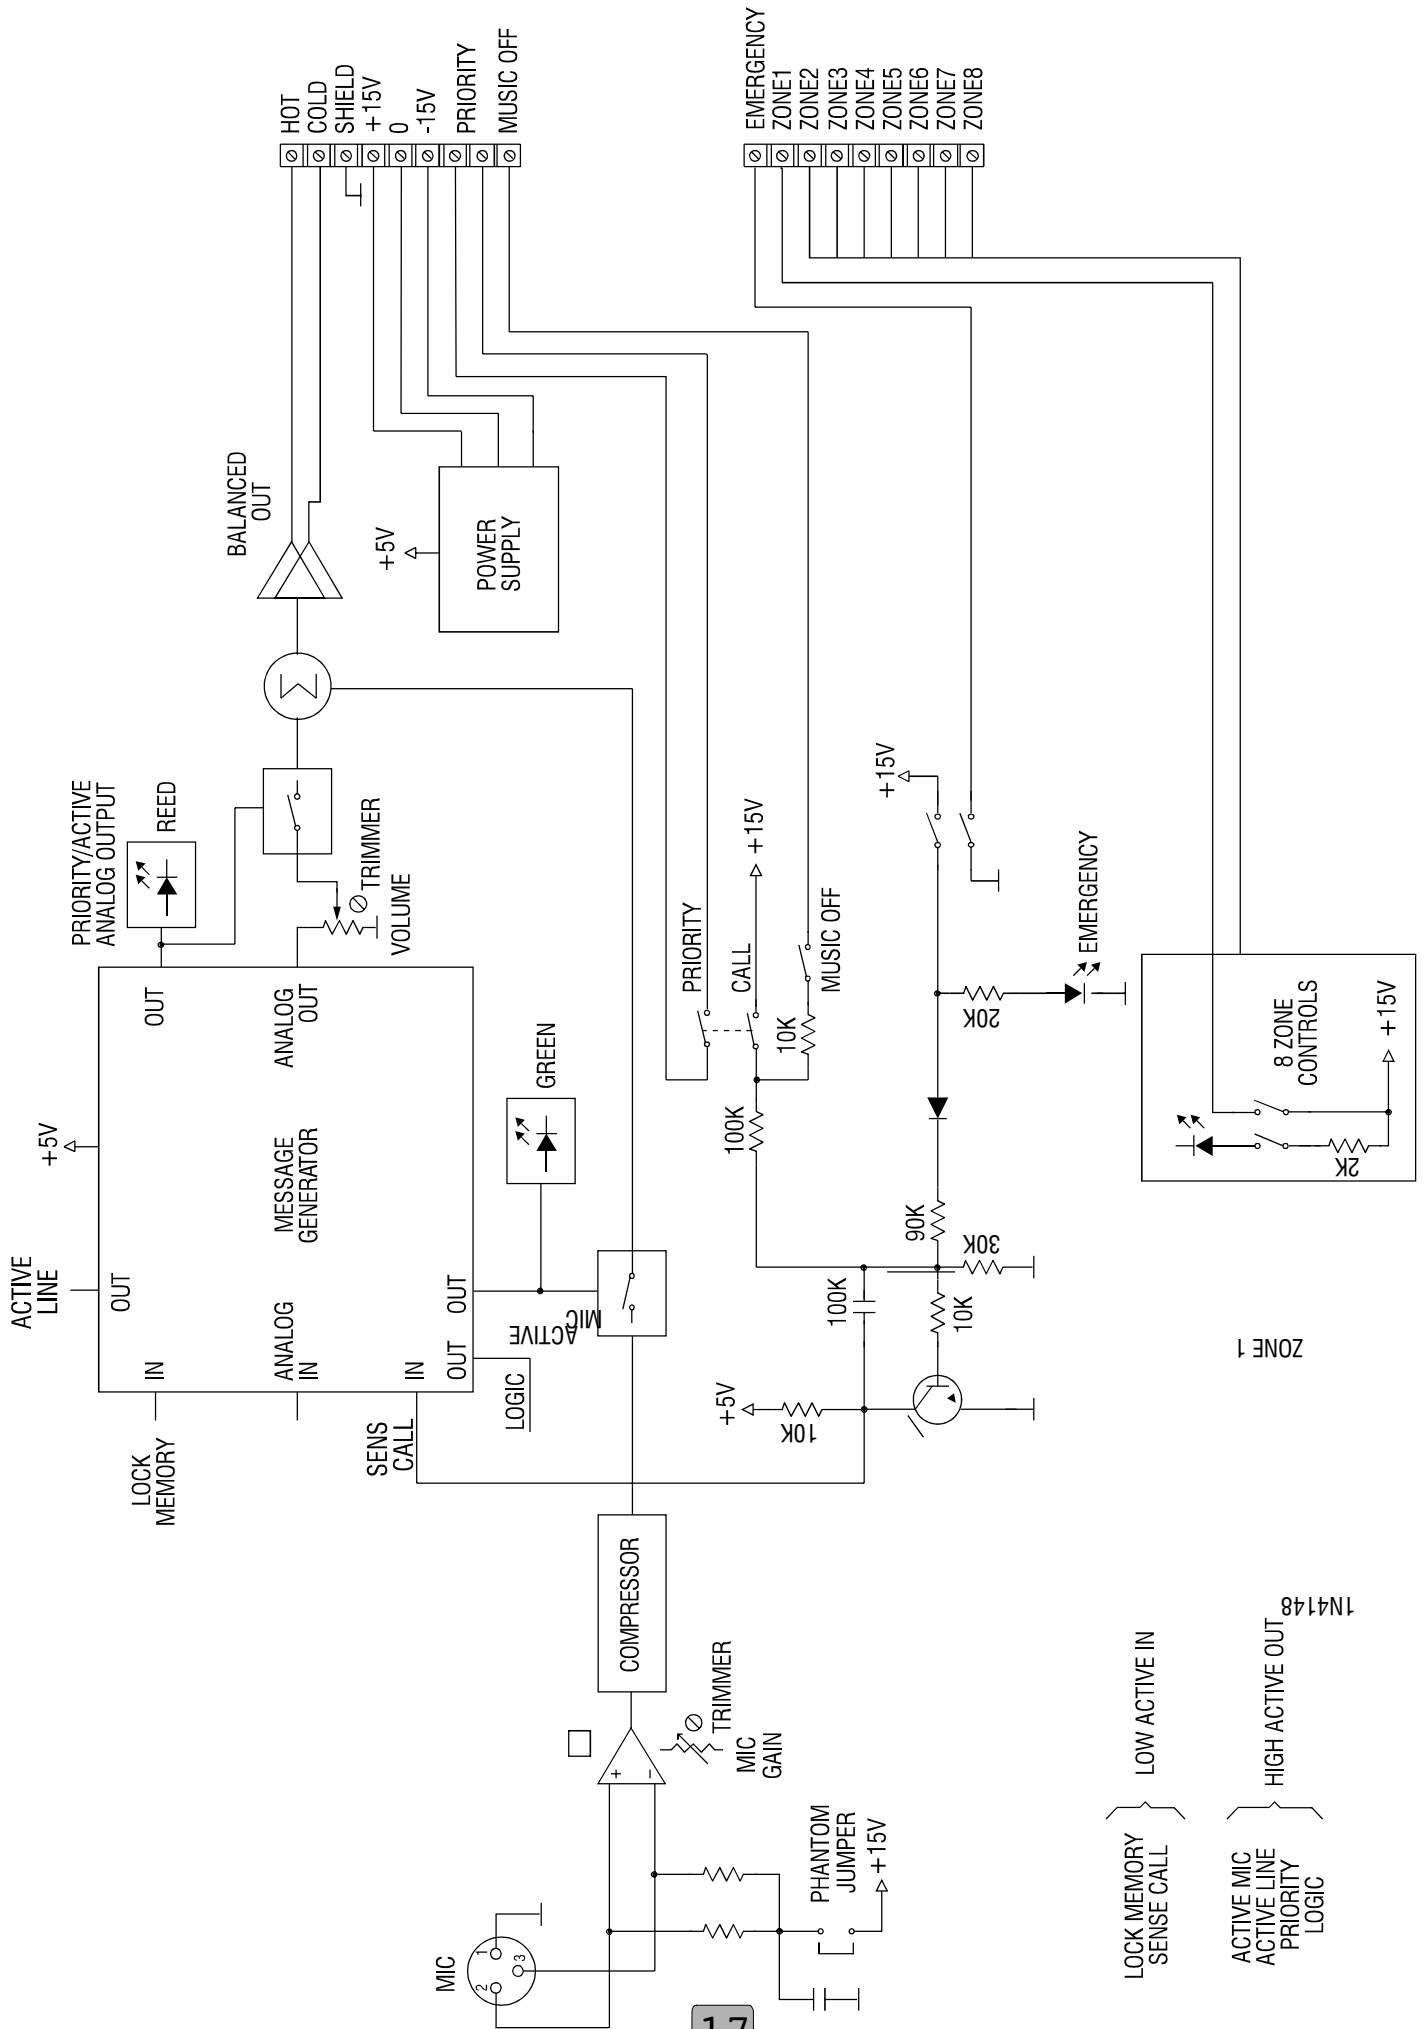 HOT
COLD
SHIELD
+15V
0
-15V
PRIORITY
MUSIC OFF
EMERGENCY
ZONE1
ZONE2
ZONE3
ZONE4
ZONE5
ZONE6
ZONE7
ZONE8
BALANCED
OUT
+5V
POWER
SUPPLY
Σ
PRIORITY/ACTIVE
ANALOG OUTPUT
REED
TRIMMER
VOLUME
OUT
ANALOG
OUT
+5V
MESSAGE
GENERATOR
ACTIVE
LINE
OUT
IN
ANALOG
IN
IN
OUT
OUT
LOCK
MEMORY
SENS
CALL
LOGIC
GREEN
ACTIVE
MIC
PRIORITY
CALL
+15V
MUSIC OFF
10K
100K
+15V
EMERGENCY
20K
90K
30K
100K
10K
+5V
10K
8 ZONE
CONTROLS
+15V
2K
ZONE 1
COMPRESSOR
TRIMMER
MIC
GAIN
+
–
MIC
1
2
3
PHANTOM
JUMPER
+15V
1N4148
LOCK MEMORY
SENSE CALL
LOW ACTIVE IN
ACTIVE MIC
ACTIVE LINE
PRIORITY
LOGIC
HIGH ACTIVE OUT
17